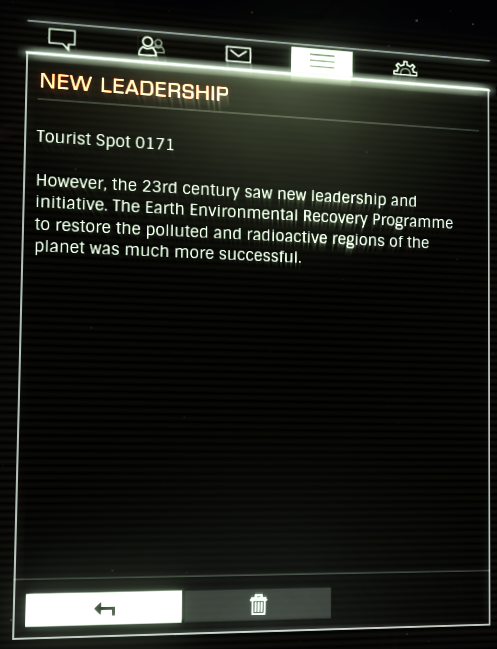 NEW LEADERSHIP
Tourist Spot 0171
However, the 23rd century saw new leadership and
initiative. The Earth Environmental Recovery Programme
to restore the polluted and radioactive regions of the
planet was much more successful.